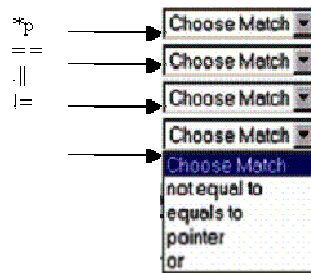 *p
==
||
!=
Choose Match
Choose Match
Choose Match
Choose Match
Choose Match
not equal to
equals to
pointer
or